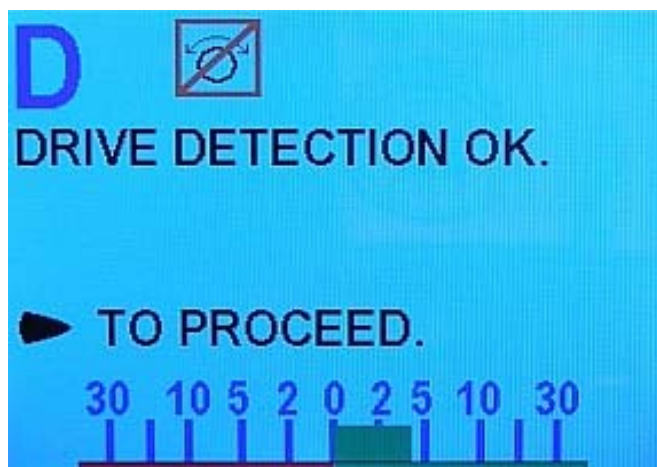 D
DRIVE DETECTION OK.
TO PROCEED.
30 10 5 2 0 2 5 10 30